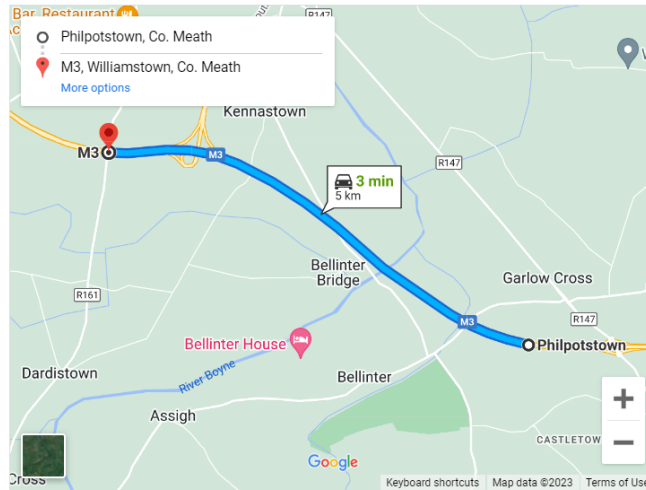 Bar, Restaurant
Philpotstown, Co. Meath
M3, Williamstown, Co. Meath
More options
R147
Kennastown
M3
M3
3 min
5 km
R147
Bellinter
Bridge
Garlow Cross
R161
M3
R147
Philpotstown
Bellinter House
Dardistown
River Boyne
Bellinter
Assigh
+
−
CASTLETOW
Cross
Google
Keyboard shortcuts
Map data ©2023
Terms of Use